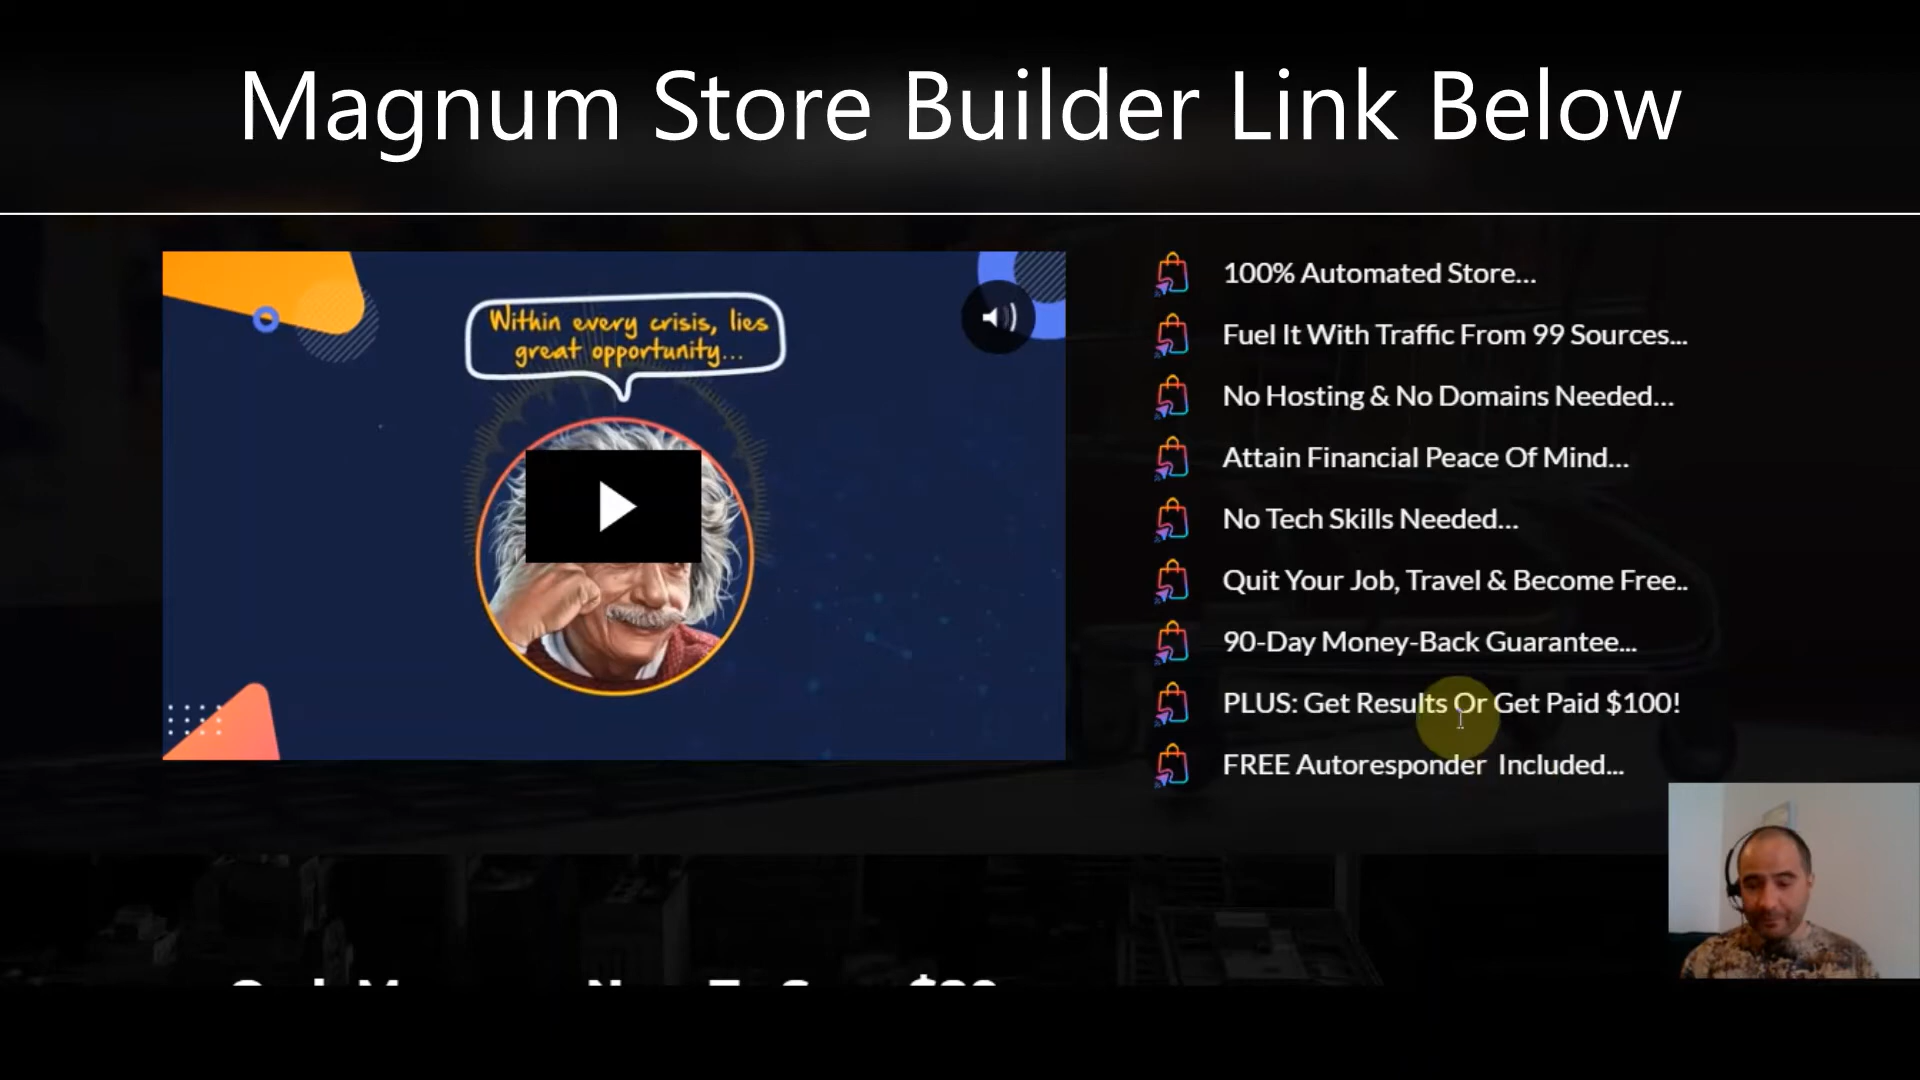 Magnum Store Builder Link Below
Within every crisis, lies
great opportunity...
100% Automated Store...
Fuel It With Traffic From 99 Sources...
No Hosting & No Domains Needed...
Attain Financial Peace Of Mind...
No Tech Skills Needed...
Quit Your Job, Travel & Become Free..
90-Day Money-Back Guarantee...
PLUS: Get Results Or Get Paid $100!
FREE Autoresponder Included...